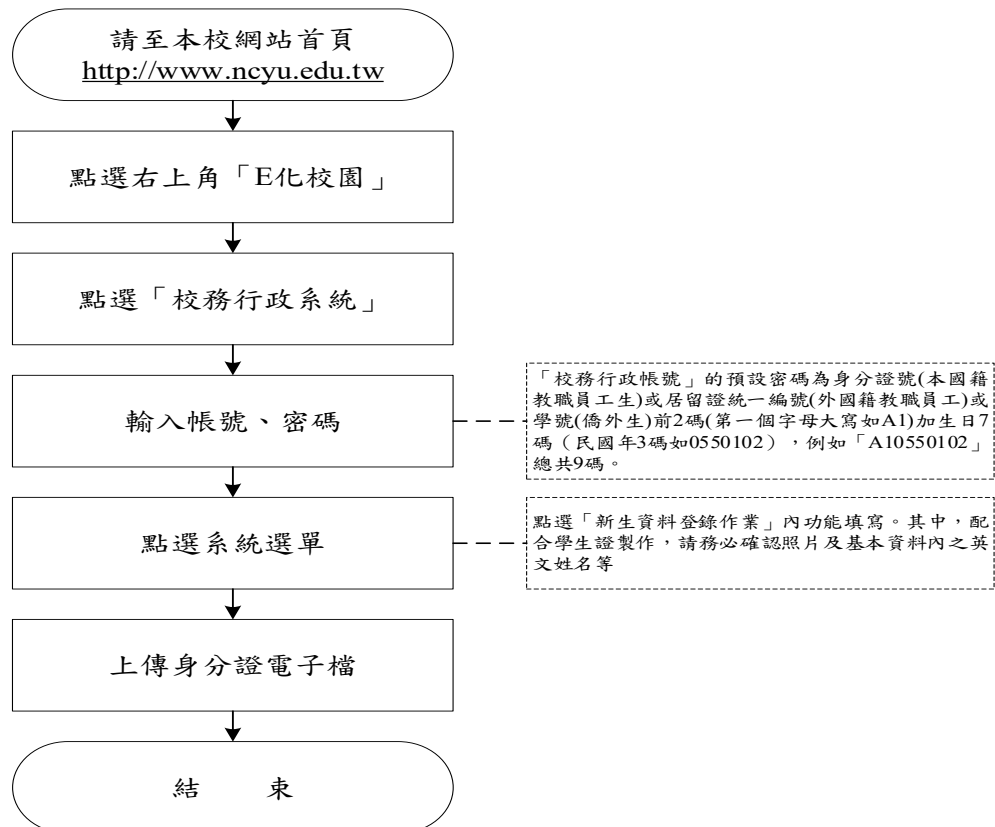 請至本校網站首頁
http://www.ncyu.edu.tw
點選右上角「E化校園」
點選「校務行政系統」
輸入帳號、密碼
「校務行政帳號」的預設密碼為身分證號(本國籍
教職員工生)或居留證統一編號(外國籍教職員工)或
學號(僑外生)前2碼(第一個字母大寫如A1)加生日7
碼（民國年3碼如0550102），例如「A10550102」
總共9碼。
點選系統選單
點選「新生資料登錄作業」內功能填寫。其中，配
合學生證製作，請務必確認照片及基本資料內之英
文姓名等
上傳身分證電子檔
結　　束